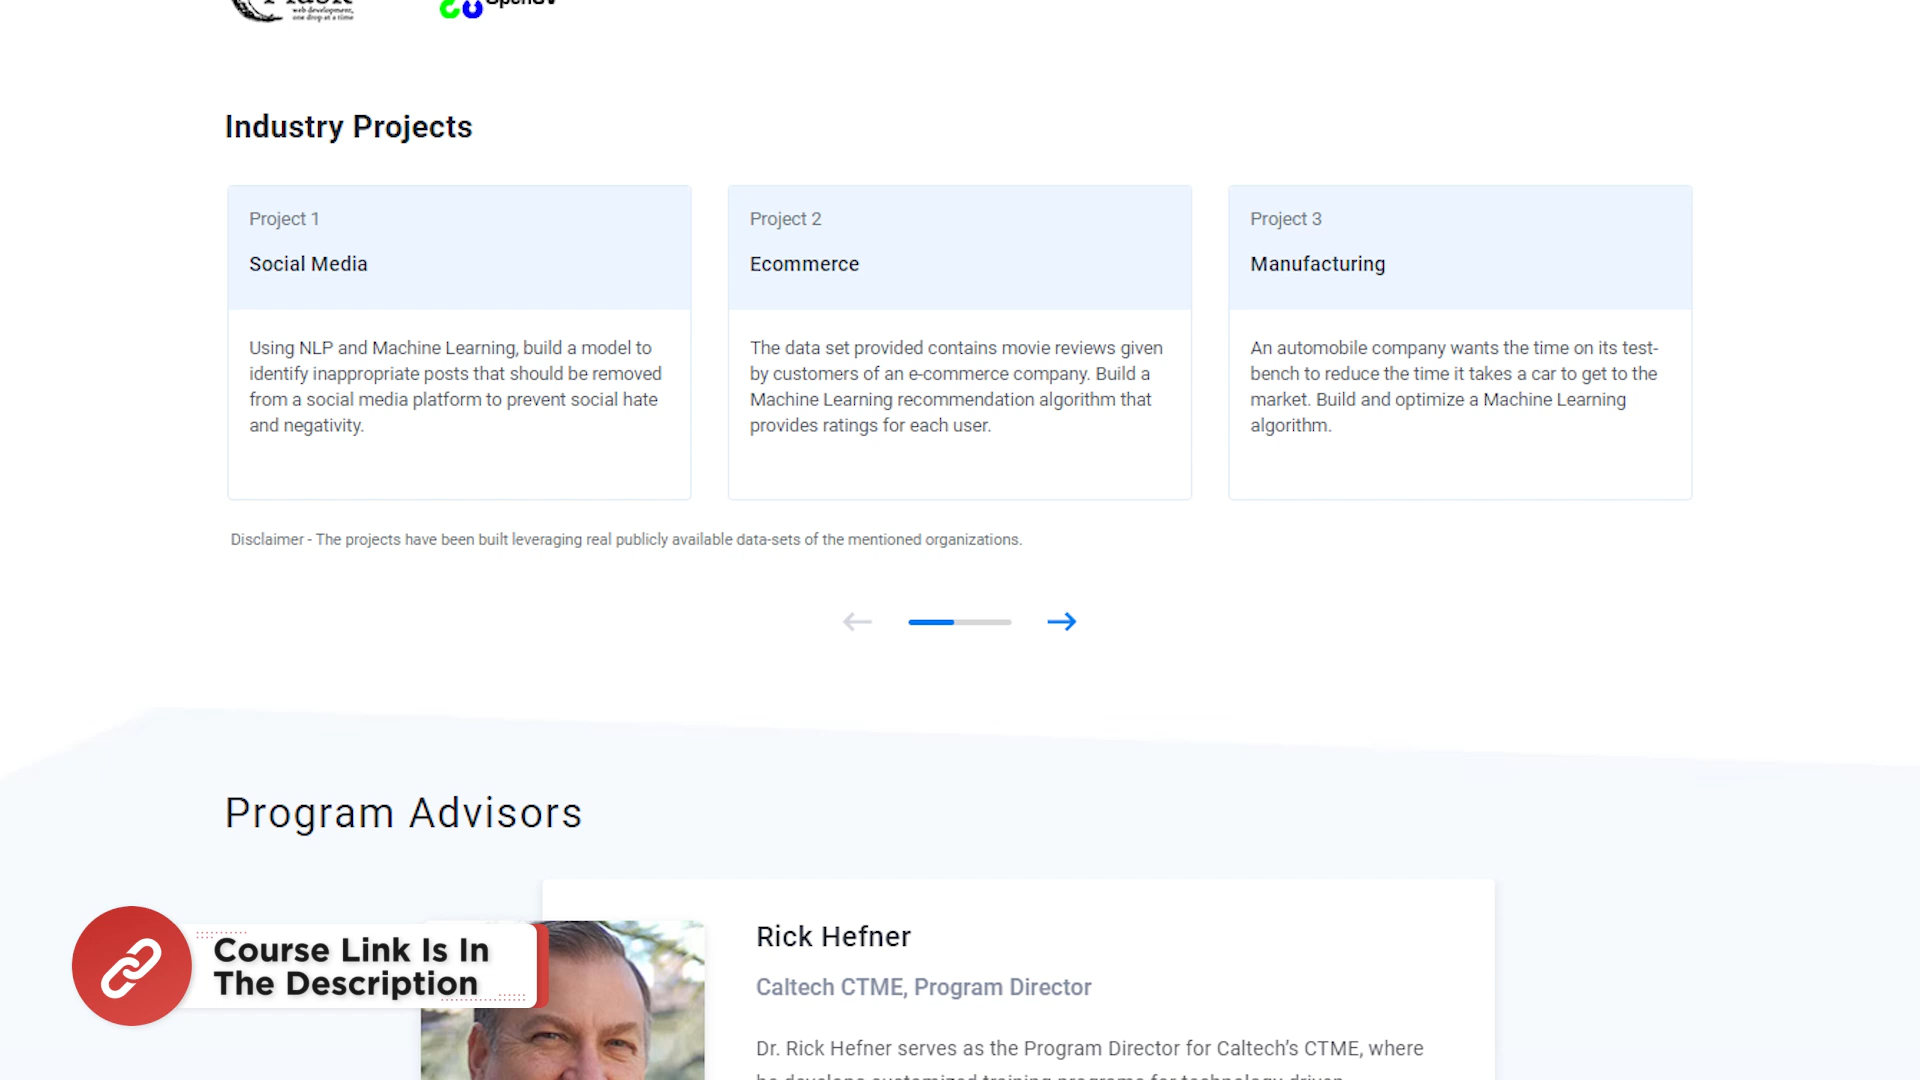 web development,
one drop at a time
Industry Projects
Project 1
Social Media
Using NLP and Machine Learning, build a model to
identify inappropriate posts that should be removed
from a social media platform to prevent social hate
and negativity.
Project 2
Ecommerce
The data set provided contains movie reviews given
by customers of an e-commerce company. Build a
Machine Learning recommendation algorithm that
provides ratings for each user.
Project 3
Manufacturing
An automobile company wants the time on its test-
bench to reduce the time it takes a car to get to the
market. Build and optimize a Machine Learning
algorithm.
Disclaimer - The projects have been built leveraging real publicly available data-sets of the mentioned organizations.
Program Advisors
Rick Hefner
Caltech CTME, Program Director
Dr. Rick Hefner serves as the Program Director for Caltech’s CTME, where
Course Link Is In
The Description